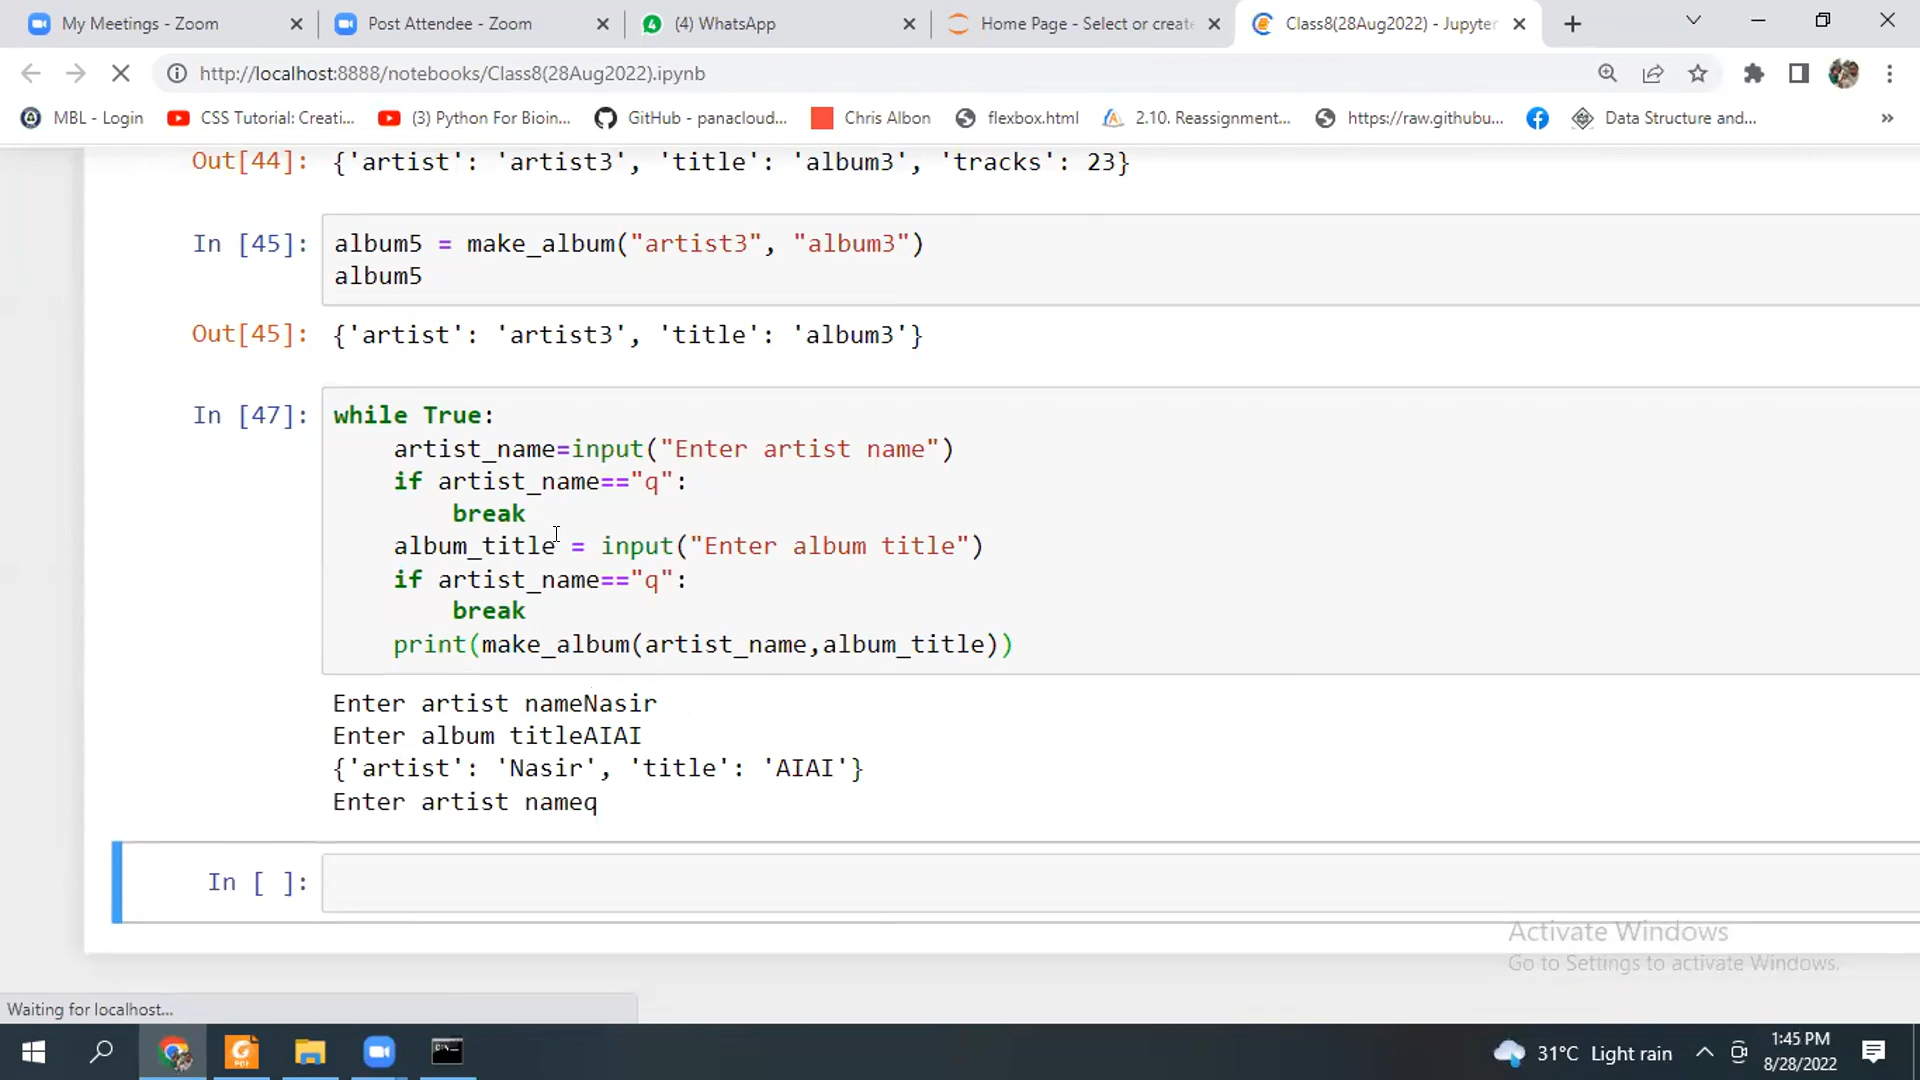 My Meetings - Zoom
Post Attendee - Zoom
4 (4) WhatsApp
Home Page - Select or create
Class8(28Aug2022) - Jupyter
http://localhost:8888/notebooks/Class8(28Aug2022).ipynb
MBL - Login
CSS Tutorial: Creati...
(3) Python For Bioin...
GitHub - panacloud...
Chris Albon
flexbox.html
2.10. Reassignment...
https://raw.githubu...
Data Structure and...
»
Out[44]: {'artist': 'artist3', 'title': 'album3', 'tracks': 23}
In [45]: album5 = make_album("artist3", "album3")
album5
Out[45]: {'artist': 'artist3', 'title': 'album3'}
In [47]: while True:
artist_name=input("Enter artist name")
if artist_name=="q":
break
album_title = input("Enter album title")
if artist_name=="q":
break
print(make_album(artist_name,album_title))
Enter artist nameNasir
Enter album titleAIAI
{'artist': 'Nasir', 'title': 'AIAI'}
Enter artist nameq
In [ ]:
Activate Windows
Go to Settings to activate Windows.
Waiting for localhost...
31°C Light rain
1:45 PM
8/28/2022